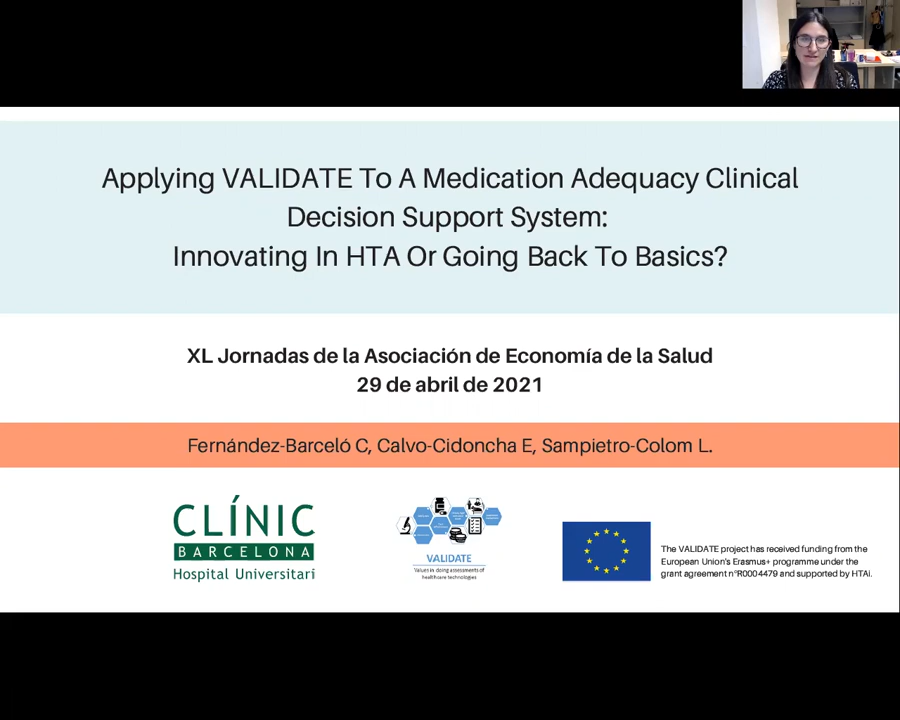 Applying VALIDATE To A Medication Adequacy Clinical
Decision Support System:
Innovating In HTA Or Going Back To Basics?
XL Jornadas de la Asociación de Economía de la Salud
29 de abril de 2021
Fernández-Barceló C, Calvo-Cidoncha E, Sampietro-Colom L.
CLÍNIC
BARCELONA
Hospital Universitari
VALIDATE
Values in doing assessments of
healthcare technologies
The VALIDATE project has received funding from the
European Union's Erasmus+ programme under the
grant agreement n°R0004479 and supported by HTAi.